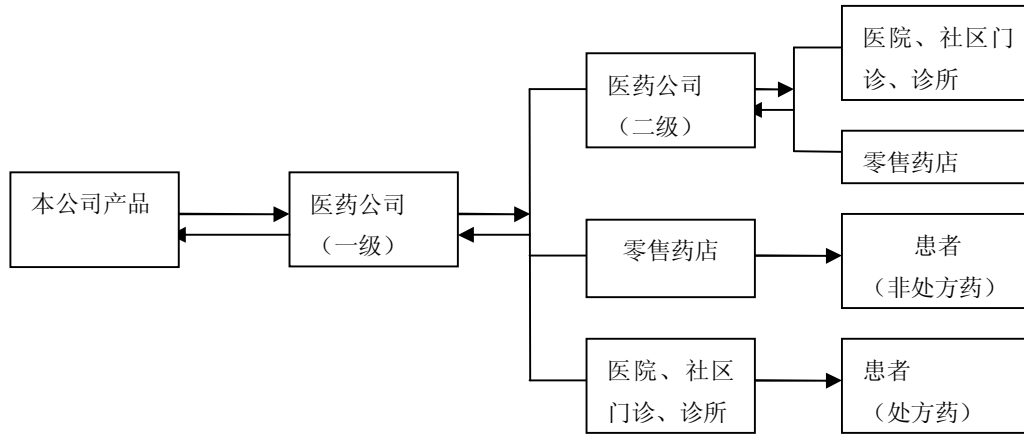 本公司产品
医药公司
（一级）
医药公司
（二级）
零售药店
医院、社区
门诊、诊所
医院、社区门
诊、诊所
零售药店
患者
（非处方药）
患者
（处方药）